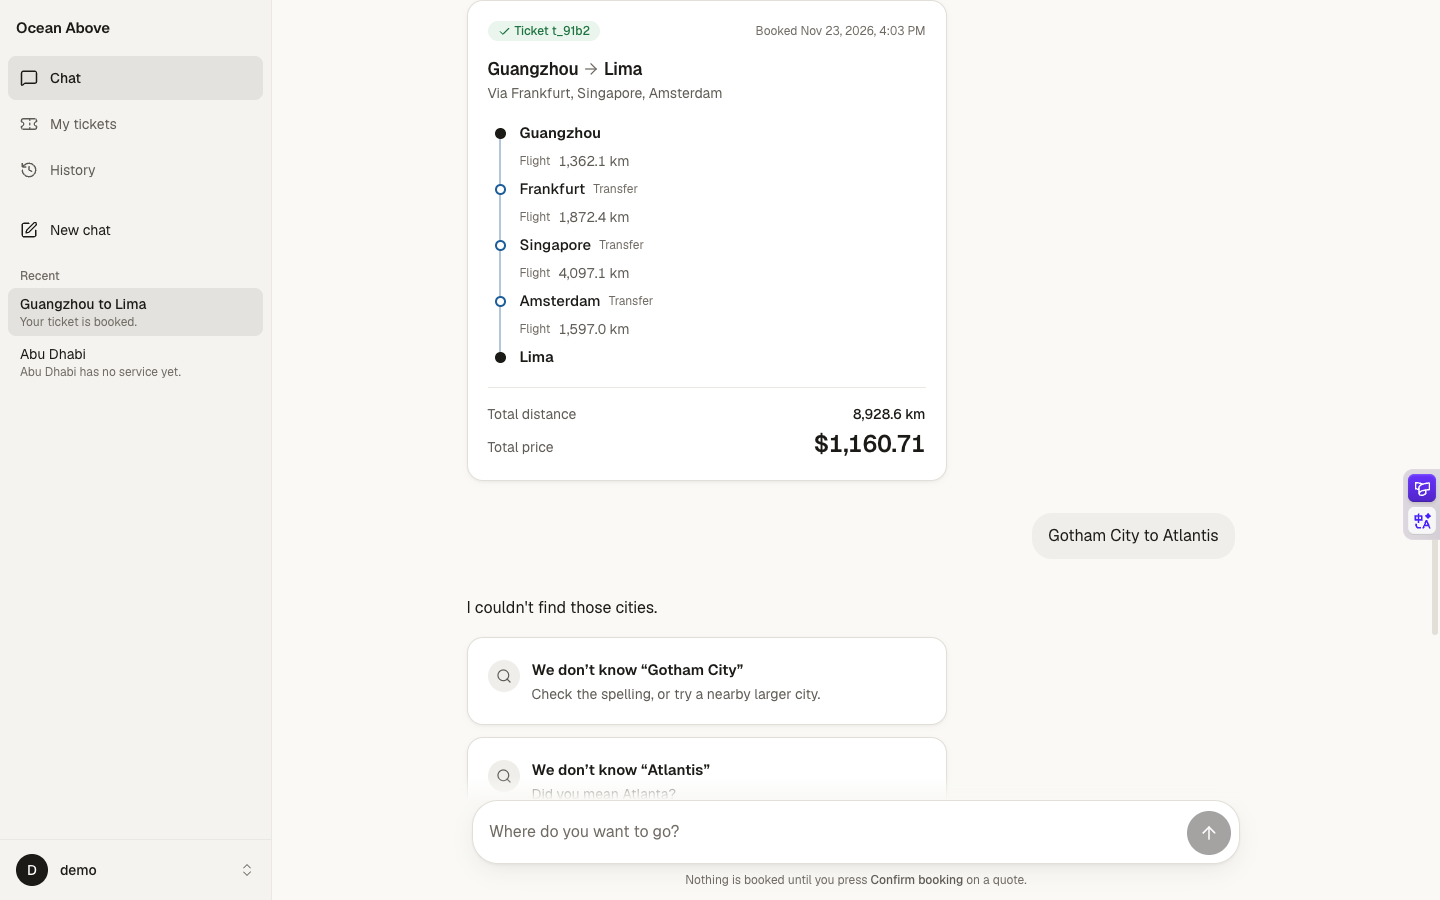 Ocean Above
Chat
My tickets
History
New chat
Recent
Guangzhou to Lima
Your ticket is booked.
Abu Dhabi
Abu Dhabi has no service yet.
D
demo
Ticket t_91b2
Booked Nov 23, 2026, 4:03 PM
Guangzhou → Lima
Via Frankfurt, Singapore, Amsterdam
Guangzhou
Flight 1,362.1 km
Frankfurt Transfer
Flight 1,872.4 km
Singapore Transfer
Flight 4,097.1 km
Amsterdam Transfer
Flight 1,597.0 km
Lima
Total distance 8,928.6 km
Total price $1,160.71
Gotham City to Atlantis
I couldn't find those cities.
We don’t know “Gotham City”
Check the spelling, or try a nearby larger city.
We don’t know “Atlantis”
Did you mean Atlanta?
Where do you want to go?
Nothing is booked until you press Confirm booking on a quote.
中A